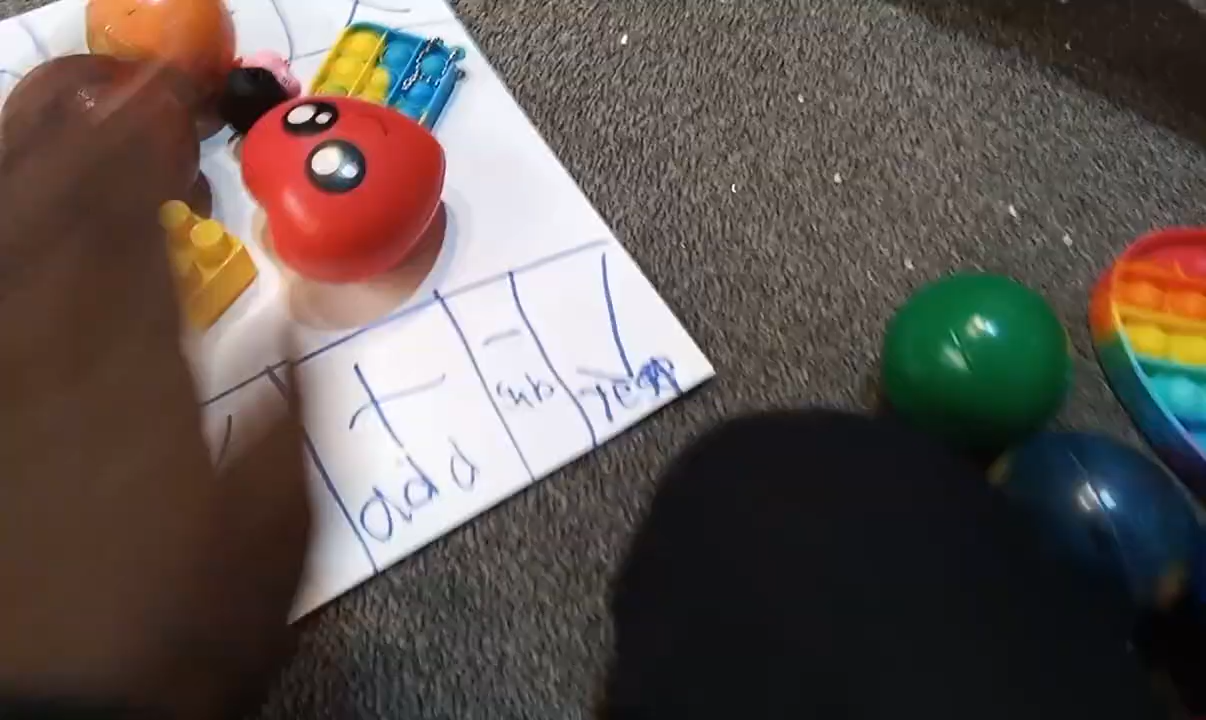 + - /
add sub